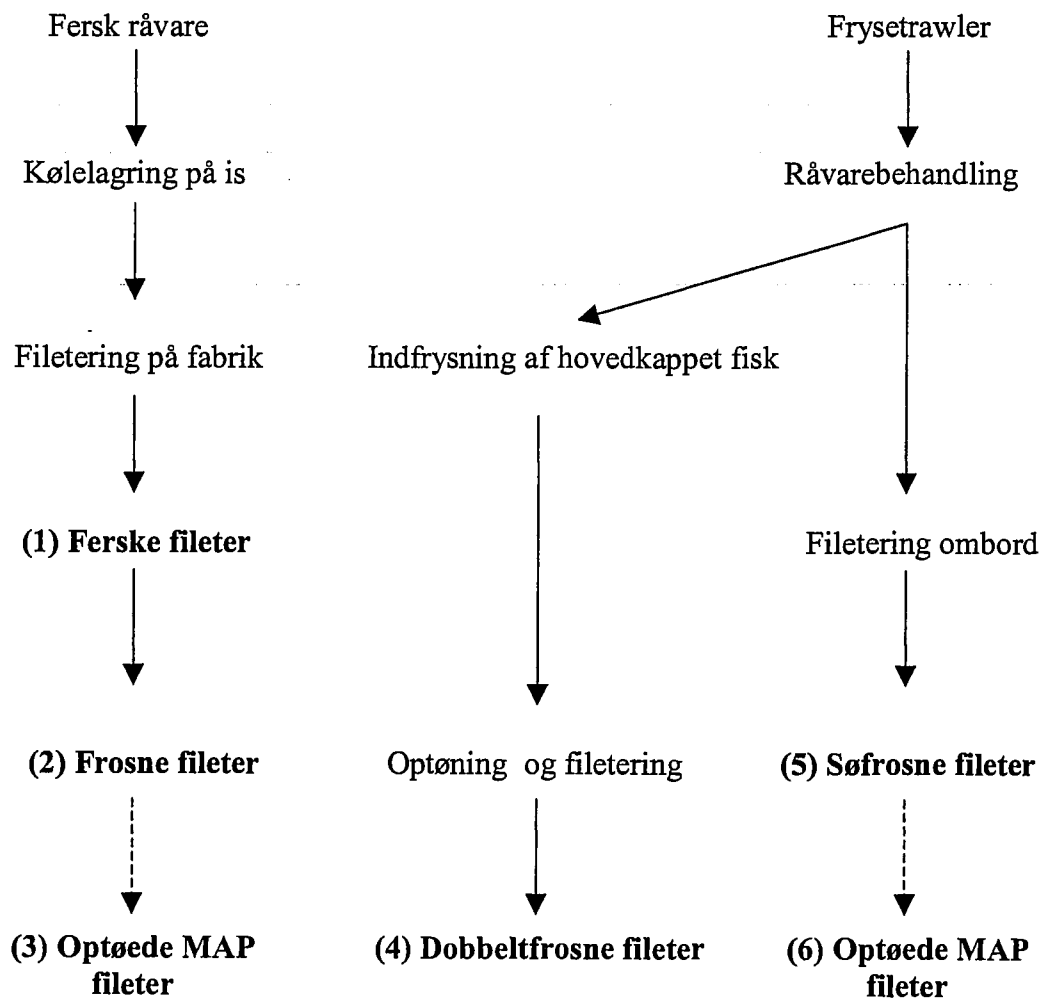 Fersk råvare
Frysetrawler
Kølelagring på is
Råvarebehandling
Filetering på fabrik
Indfrysning af hovedkappet fisk
(1) Ferske fileter
Filetering ombord
(2) Frosne fileter
Optøning og filetering
(5) Søfrosne fileter
(3) Optøede MAP
fileter
(4) Dobbeltfrosne fileter
(6) Optøede MAP
fileter